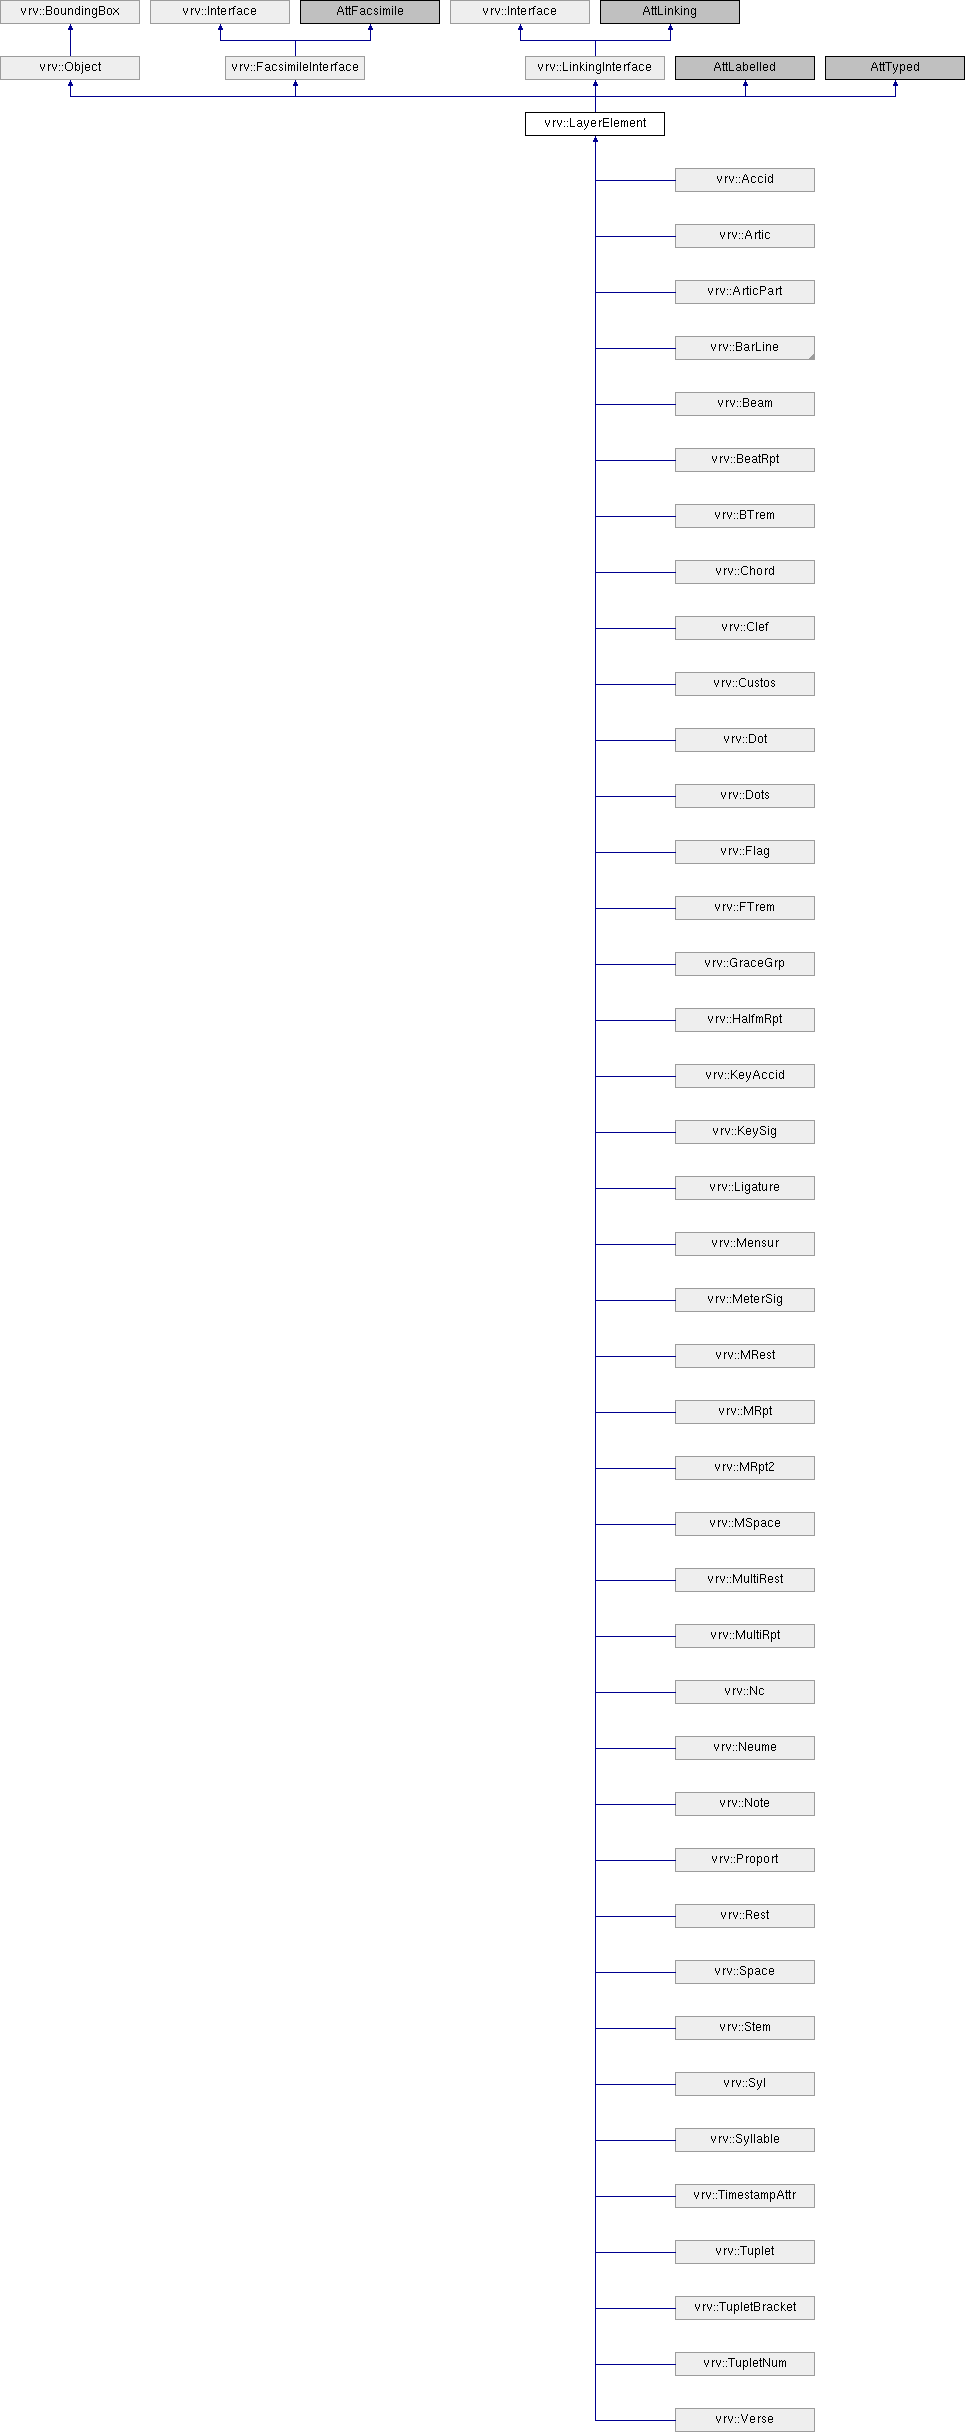 vrv::BoundingBox vrv::Interface AttFacsimile vrv::Interface AttLinking
vrv::Object vrv::FacsimileInterface vrv::LinkingInterface AttLabelled AttTyped
vrv::LayerElement
vrv::Accid
vrv::Artic
vrv::ArticPart
vrv::BarLine
vrv::Beam
vrv::BeatRpt
vrv::BTrem
vrv::Chord
vrv::Clef
vrv::Custos
vrv::Dot
vrv::Dots
vrv::Flag
vrv::FTrem
vrv::GraceGrp
vrv::HalfmRpt
vrv::KeyAccid
vrv::KeySig
vrv::Ligature
vrv::Mensur
vrv::MeterSig
vrv::MRest
vrv::MRpt
vrv::MRpt2
vrv::MSpace
vrv::MultiRest
vrv::MultiRpt
vrv::Nc
vrv::Neume
vrv::Note
vrv::Proport
vrv::Rest
vrv::Space
vrv::Stem
vrv::Syl
vrv::Syllable
vrv::TimestampAttr
vrv::Tuplet
vrv::TupletBracket
vrv::TupletNum
vrv::Verse